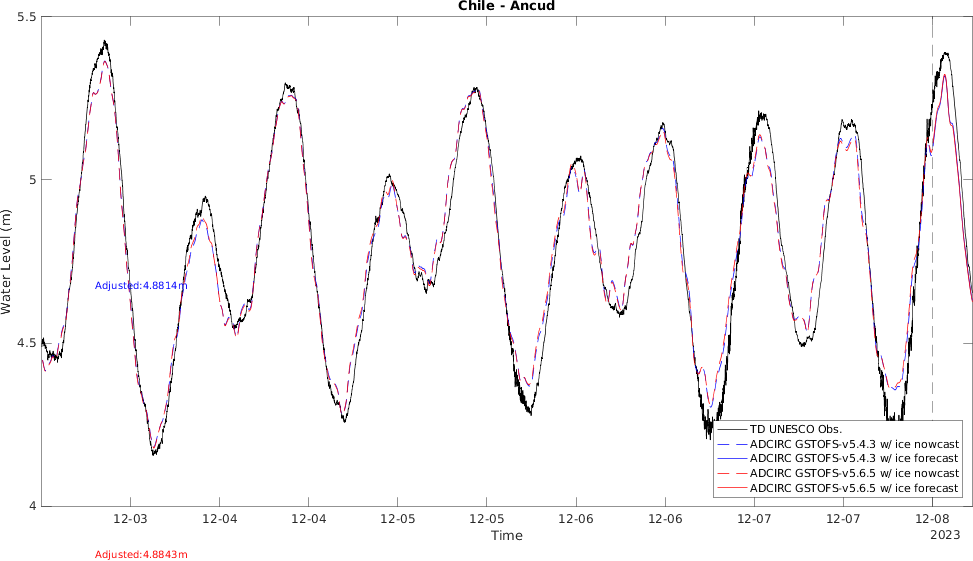 Chile - Ancud
5.5
5
4.5
4
Water Level (m)
Adjusted:4.8814m
TD UNESCO Obs.
ADCIRC GSTOFS-v5.4.3 w/ ice nowcast
ADCIRC GSTOFS-v5.4.3 w/ ice forecast
ADCIRC GSTOFS-v5.6.5 w/ ice nowcast
ADCIRC GSTOFS-v5.6.5 w/ ice forecast
12-03 12-04 12-04 12-05 12-05 12-06 12-06 12-07 12-07 12-08
Time
2023
Adjusted:4.8843m